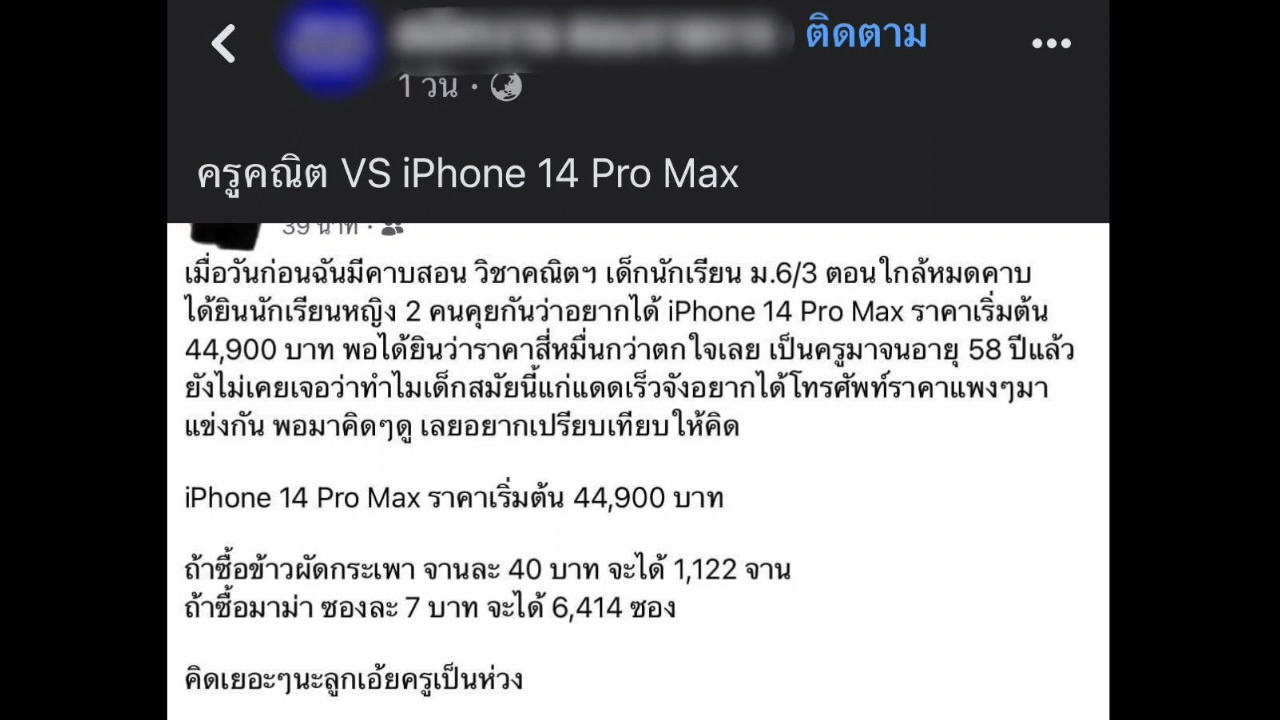 ติดตาม
1 วัน ·
ครูคณิต VS iPhone 14 Pro Max
39 นาที ·
เมื่อวันก่อนฉันมีคาบสอน วิชาคณิตฯ เด็กนักเรียน ม.6/3 ตอนใกล้หมดคาบ
ได้ยินนักเรียนหญิง 2 คนคุยกันว่าอยากได้ iPhone 14 Pro Max ราคาเริ่มต้น
44,900 บาท พอได้ยินว่าราคาสี่หมื่นกว่าตกใจเลย เป็นครูมาจนอายุ 58 ปีแล้ว
ยังไม่เคยเจอว่าทำไมเด็กสมัยนี้แก่แดดเร็วจังอยากได้โทรศัพท์ราคาแพงๆมา
แข่งกัน พอมาคิดๆดู เลยอยากเปรียบเทียบให้คิด
iPhone 14 Pro Max ราคาเริ่มต้น 44,900 บาท
ถ้าซื้อข้าวผัดกระเพา จานละ 40 บาท จะได้ 1,122 จาน
ถ้าซื้อมาม่า ซองละ 7 บาท จะได้ 6,414 ซอง
คิดเยอะๆนะลูกเอ้ยครูเป็นห่วง